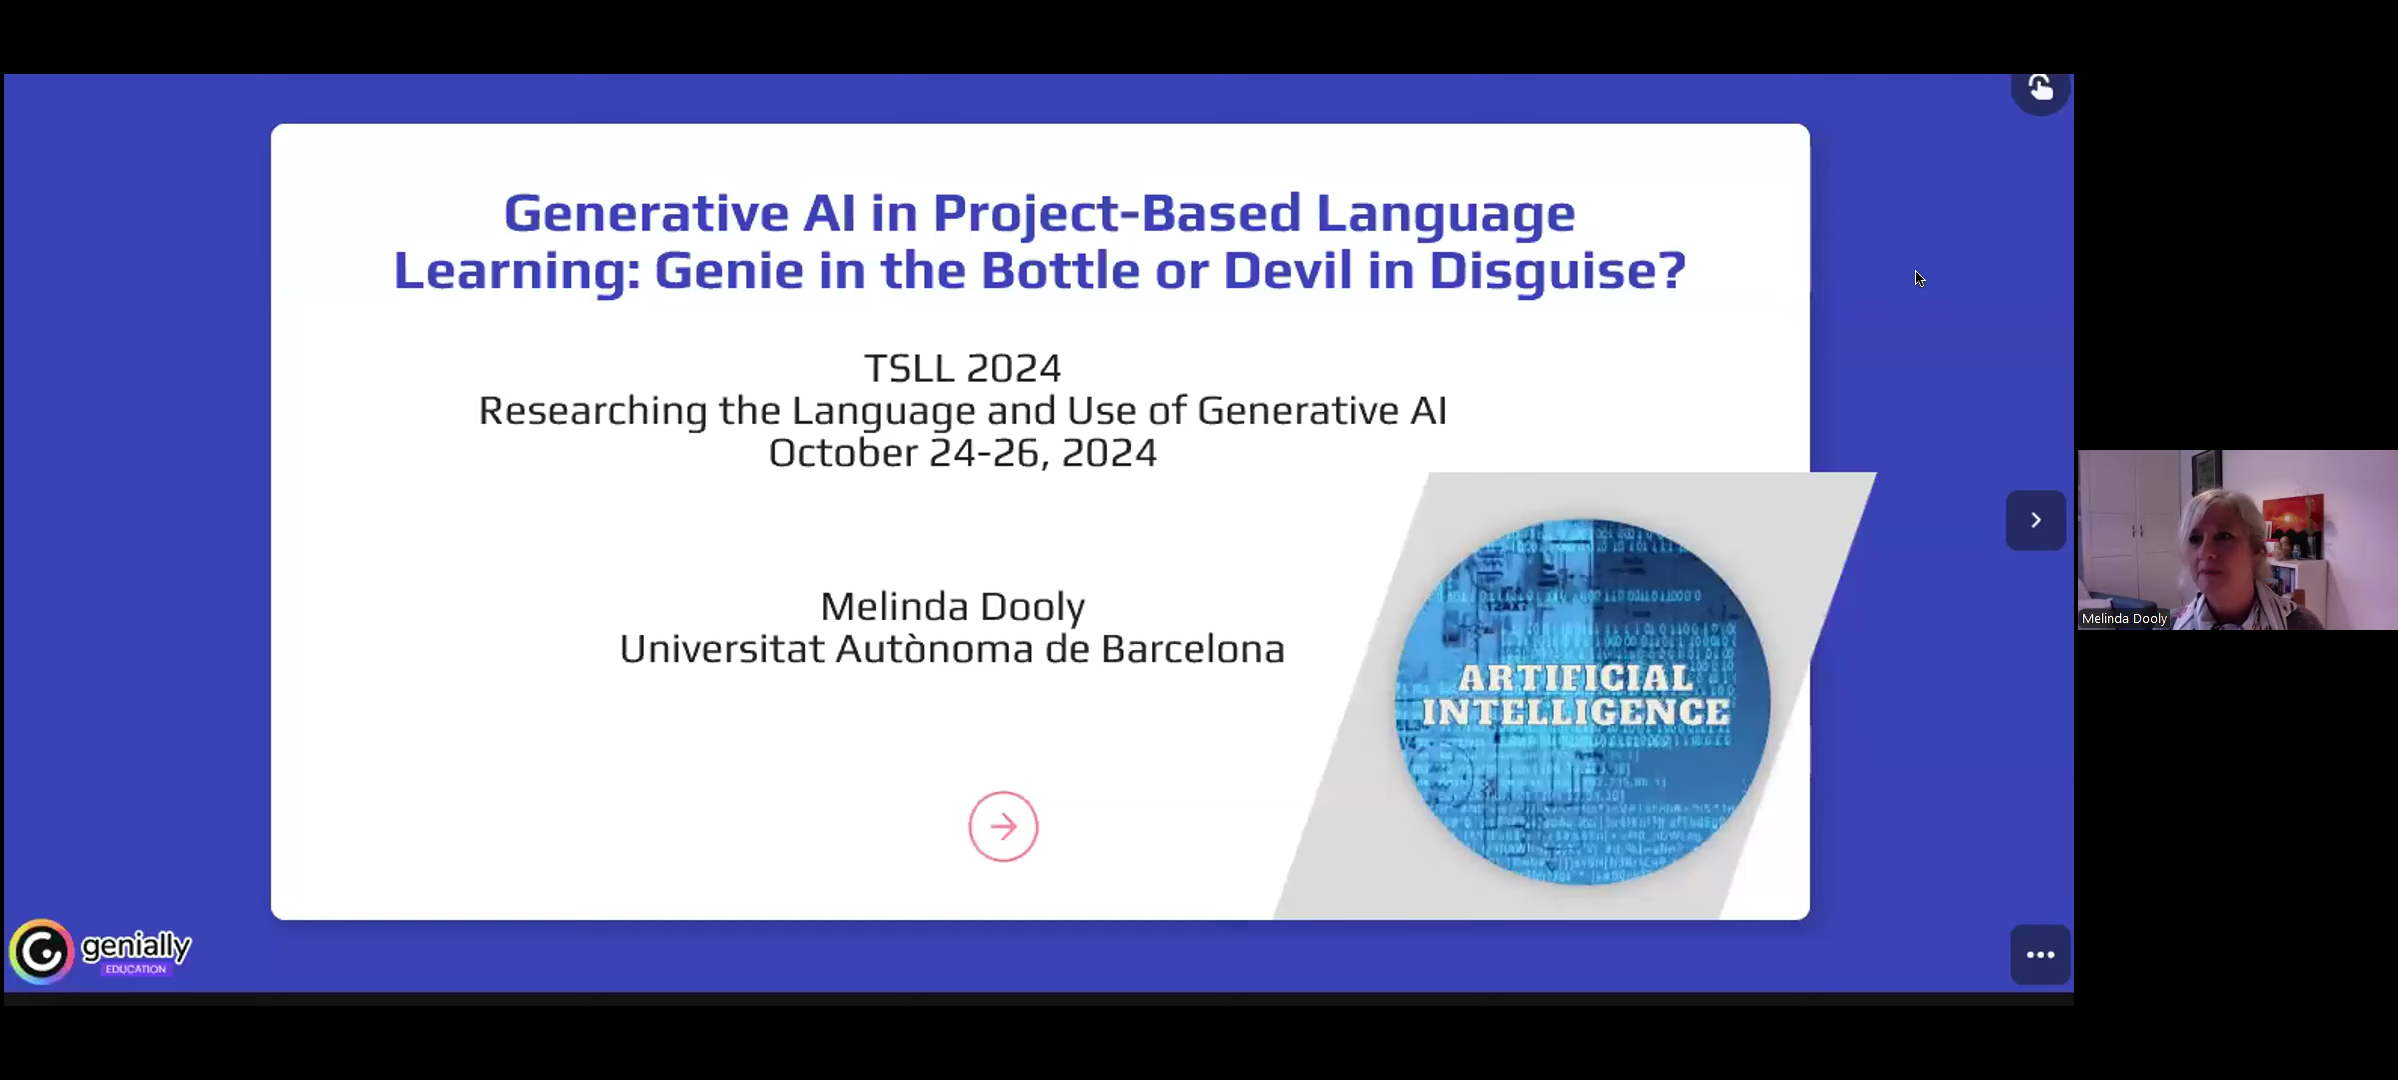 Generative AI in Project-Based Language
Learning: Genie in the Bottle or Devil in Disguise?
TSLL 2024
Researching the Language and Use of Generative AI
October 24-26, 2024
Melinda Dooly
Universitat Autònoma de Barcelona
ARTIFICIAL
INTELLIGENCE
genially
EDUCATION
Melinda Dooly